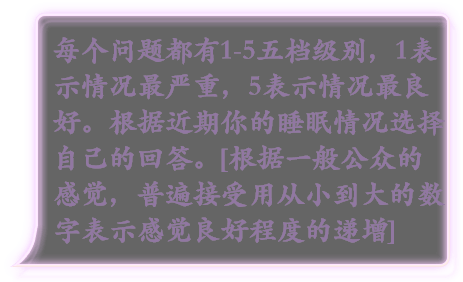 每个问题都有1-5五档级别，1表
示情况最严重，5表示情况最良
好。根据近期你的睡眠情况选择
自己的回答。[根据一般公众的
感觉，普遍接受用从小到大的数
字表示感觉良好程度的递增]